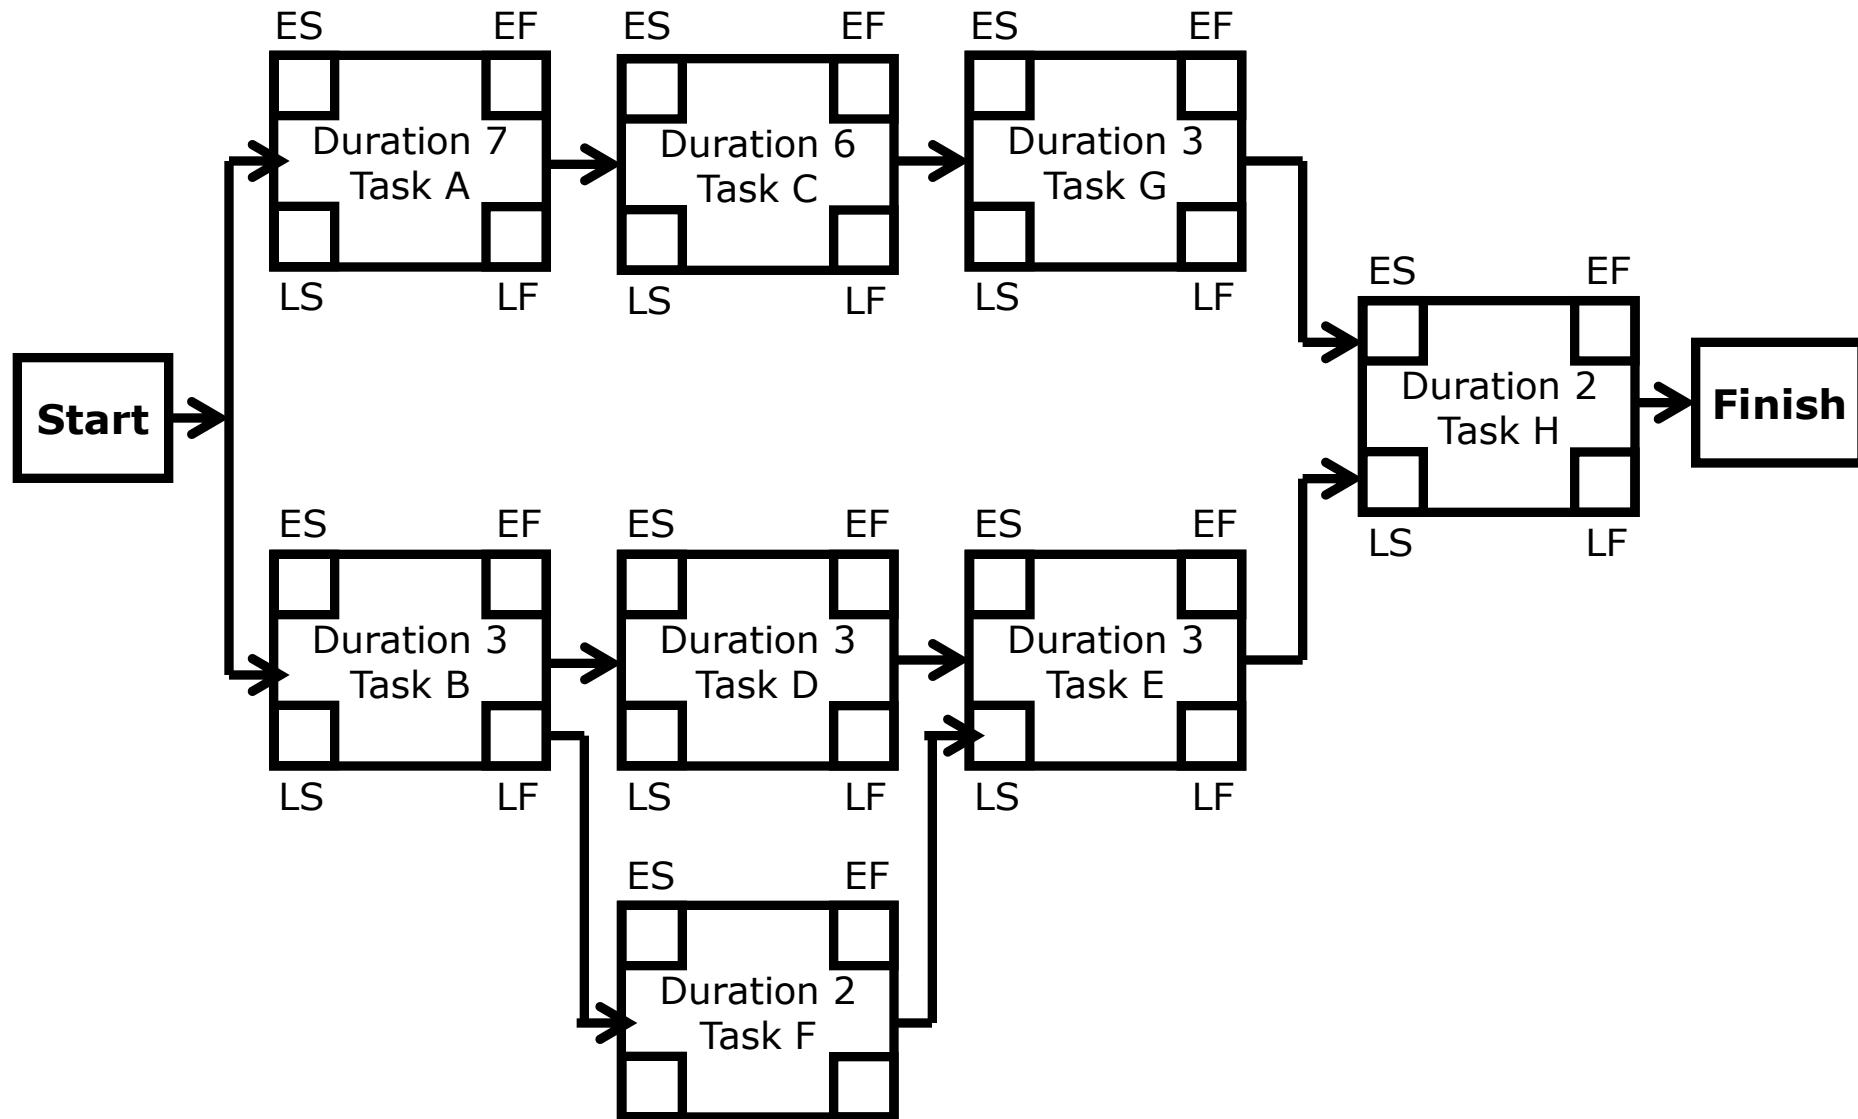 ES EF ES EF ES EF
Duration 7
Task A
Duration 6
Task C
Duration 3
Task G
LS LF LS LF LS LF
ES EF
Start
Duration 2
Task H
Finish
LS LF
ES EF ES EF ES EF
Duration 3
Task B
Duration 3
Task D
Duration 3
Task E
LS LF LS LF LS LF
ES EF
Duration 2
Task F